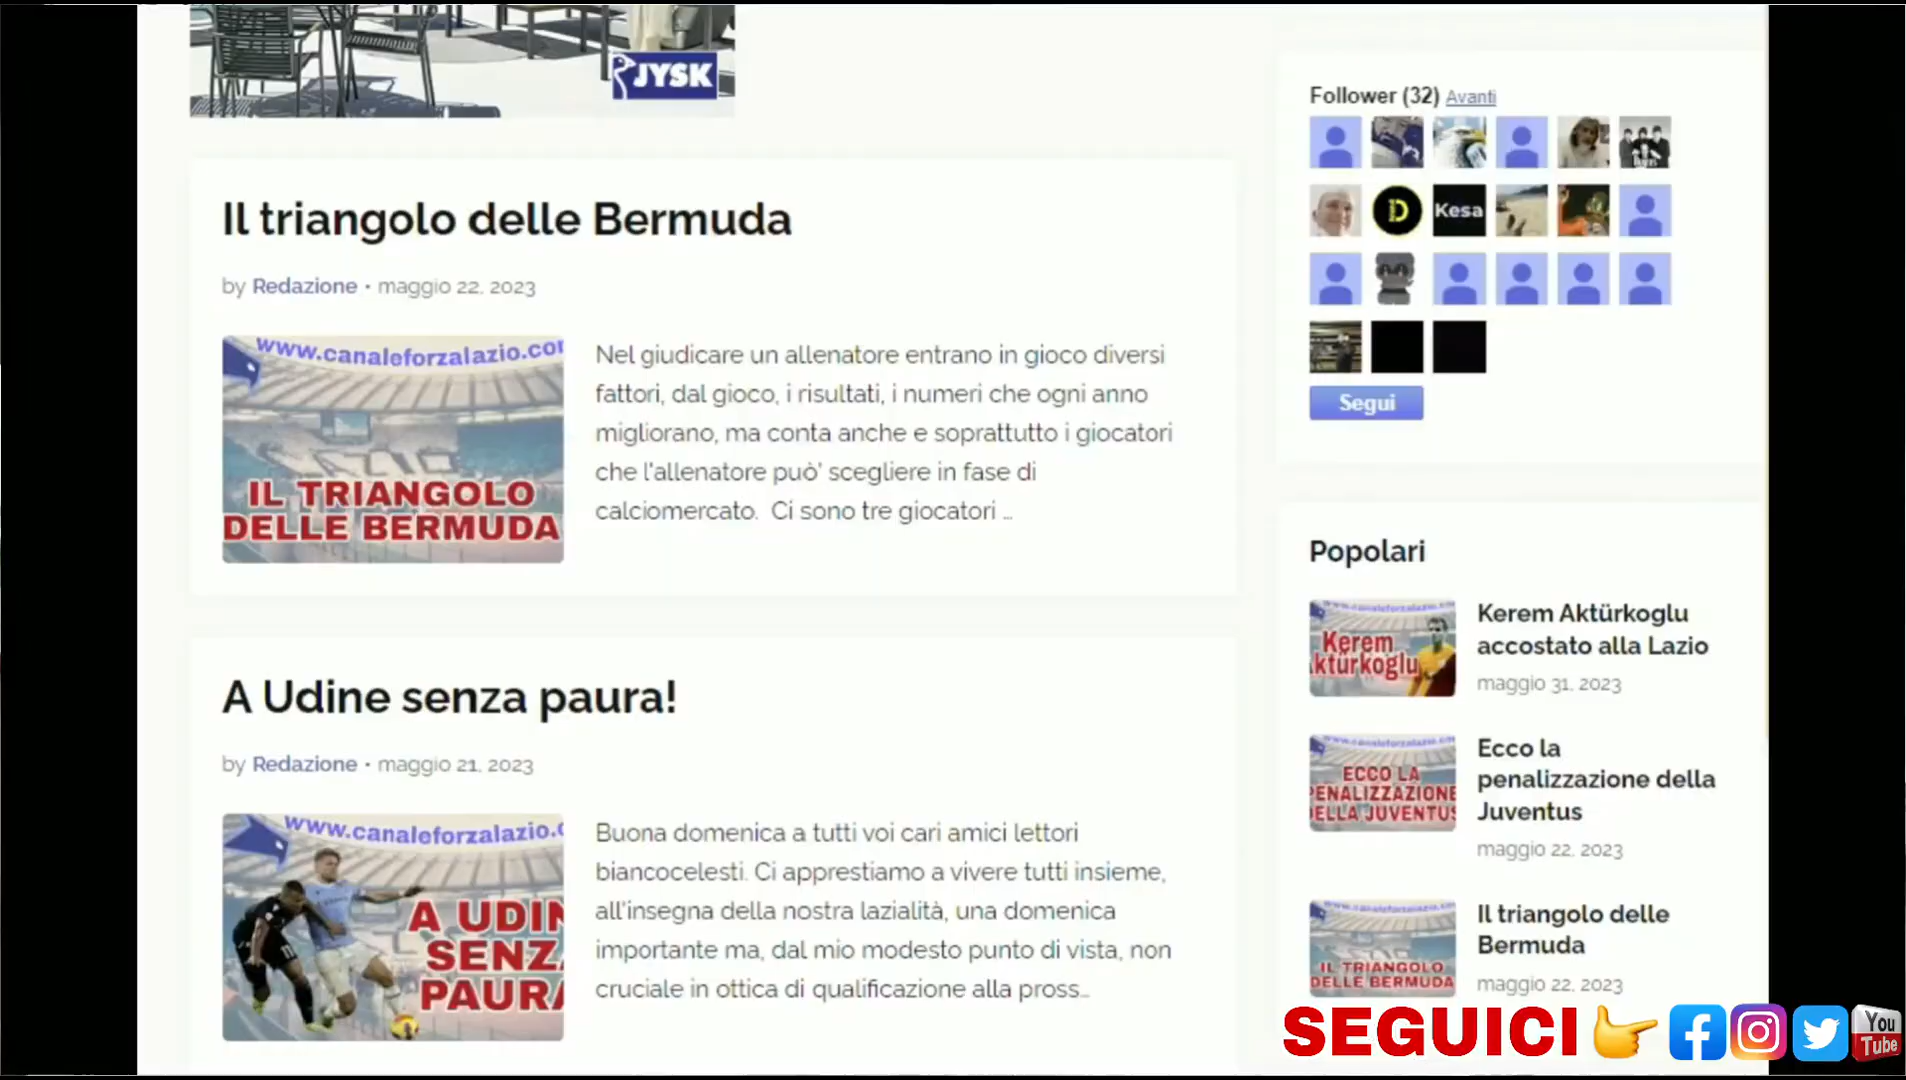 JYSK
Il triangolo delle Bermuda
by Redazione • maggio 22, 2023
www.canaleforzalazio.co
IL TRIANGOLO
DELLE BERMUDA
Nel giudicare un allenatore entrano in gioco diversi
fattori, dal gioco, i risultati, i numeri che ogni anno
migliorano, ma conta anche e soprattutto i giocatori
che l'allenatore può' scegliere in fase di
calciomercato. Ci sono tre giocatori ...
A Udine senza paura!
by Redazione • maggio 21, 2023
www.canaleforzalazio.c
A UDIN
SENZ
PAURA
Buona domenica a tutti voi cari amici lettori
biancocelesti. Ci apprestiamo a vivere tutti insieme,
all'insegna della nostra lazialità, una domenica
importante ma, dal mio modesto punto di vista, non
cruciale in ottica di qualificazione alla pross...
Follower (32) Avanti
D
Kesa
Segui
Popolari
Kerem
ktürkoglu
Kerem Aktürkoglu
accostato alla Lazio
maggio 31, 2023
ECCO LA
PENALIZZAZIONE
DELLA JUVENTUS
Ecco la
penalizzazione della
Juventus
maggio 22, 2023
IL TRIANGOLO
DELLE BERMUDA
Il triangolo delle
Bermuda
maggio 22, 2023
SEGUICI
You
Tube